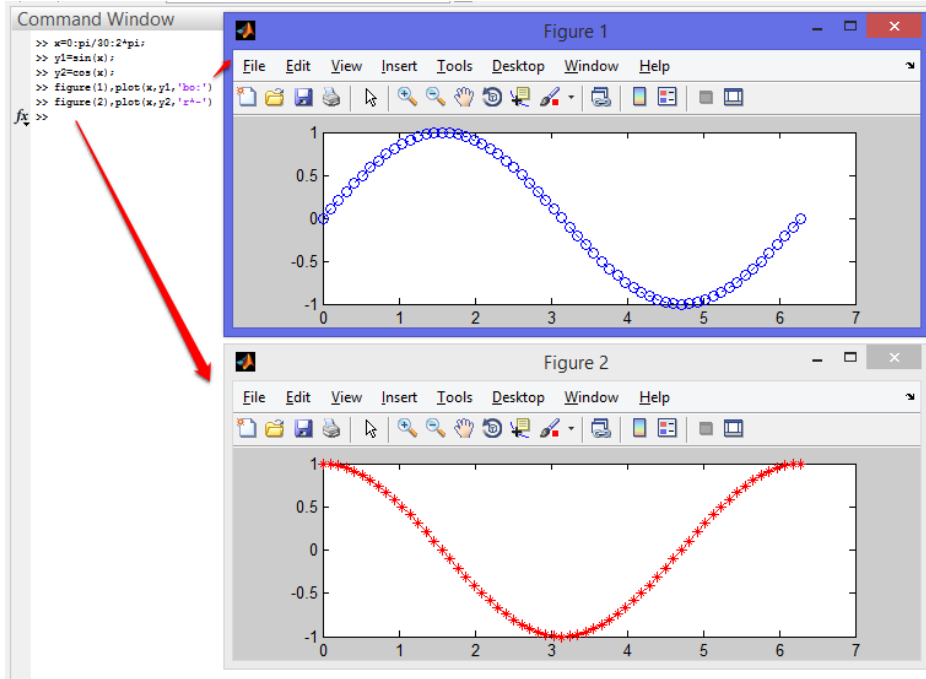 Command Window
>> x=0:pi/30:2*pi;
>> y1=sin(x);
>> y2=cos(x);
>> figure(1),plot(x,y1,'bo:')
>> figure(2),plot(x,y2,'r*-')
fx >>
Figure 1
File Edit View Insert Tools Desktop Window Help
1
0.5
0
-0.5
-1
0 1 2 3 4 5 6 7
Figure 2
File Edit View Insert Tools Desktop Window Help
1
0.5
0
-0.5
-1
0 1 2 3 4 5 6 7